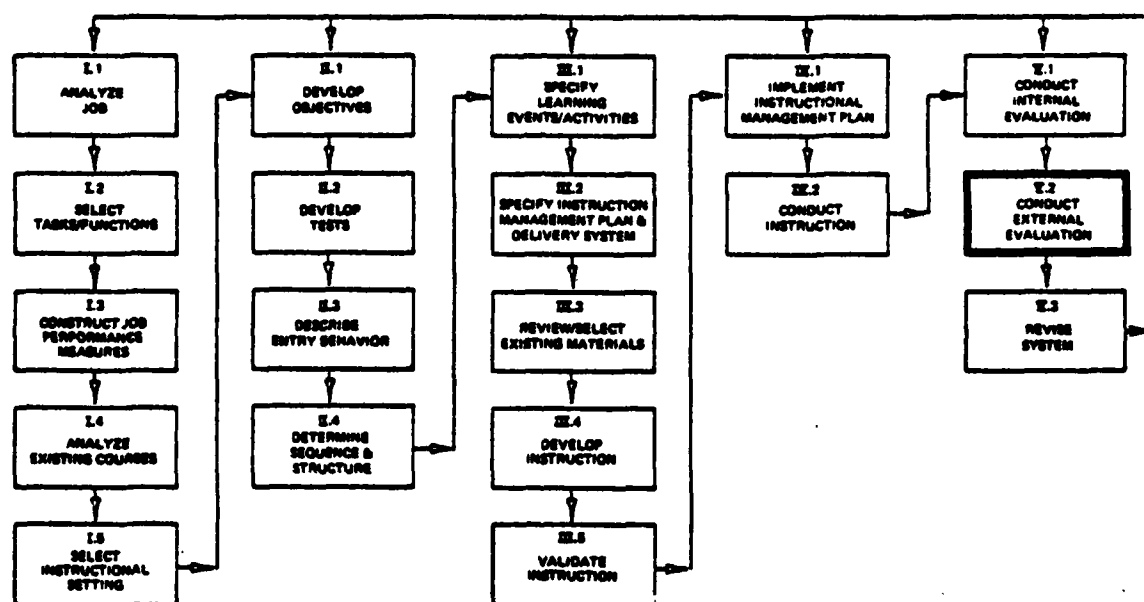 I.1
ANALYZE
JOB
I.2
SELECT
TASKS/FUNCTIONS
I.3
CONSTRUCT JOB
PERFORMANCE
MEASURES
I.4
ANALYZE
EXISTING COURSES
I.5
SELECT
INSTRUCTIONAL
SETTING
II.1
DEVELOP
OBJECTIVES
II.2
DEVELOP
TESTS
II.3
DESCRIBE
ENTRY BEHAVIOR
II.4
DETERMINE
SEQUENCE &
STRUCTURE
III.1
SPECIFY
LEARNING
EVENTS/ACTIVITIES
III.2
SPECIFY INSTRUCTION
MANAGEMENT PLAN &
DELIVERY SYSTEM
III.3
REVIEW/SELECT
EXISTING MATERIALS
III.4
DEVELOP
INSTRUCTION
III.5
VALIDATE
INSTRUCTION
IV.1
IMPLEMENT
INSTRUCTIONAL
MANAGEMENT PLAN
IV.2
CONDUCT
INSTRUCTION
V.1
CONDUCT
INTERNAL
EVALUATION
V.2
CONDUCT
EXTERNAL
EVALUATION
V.3
REVISE
SYSTEM